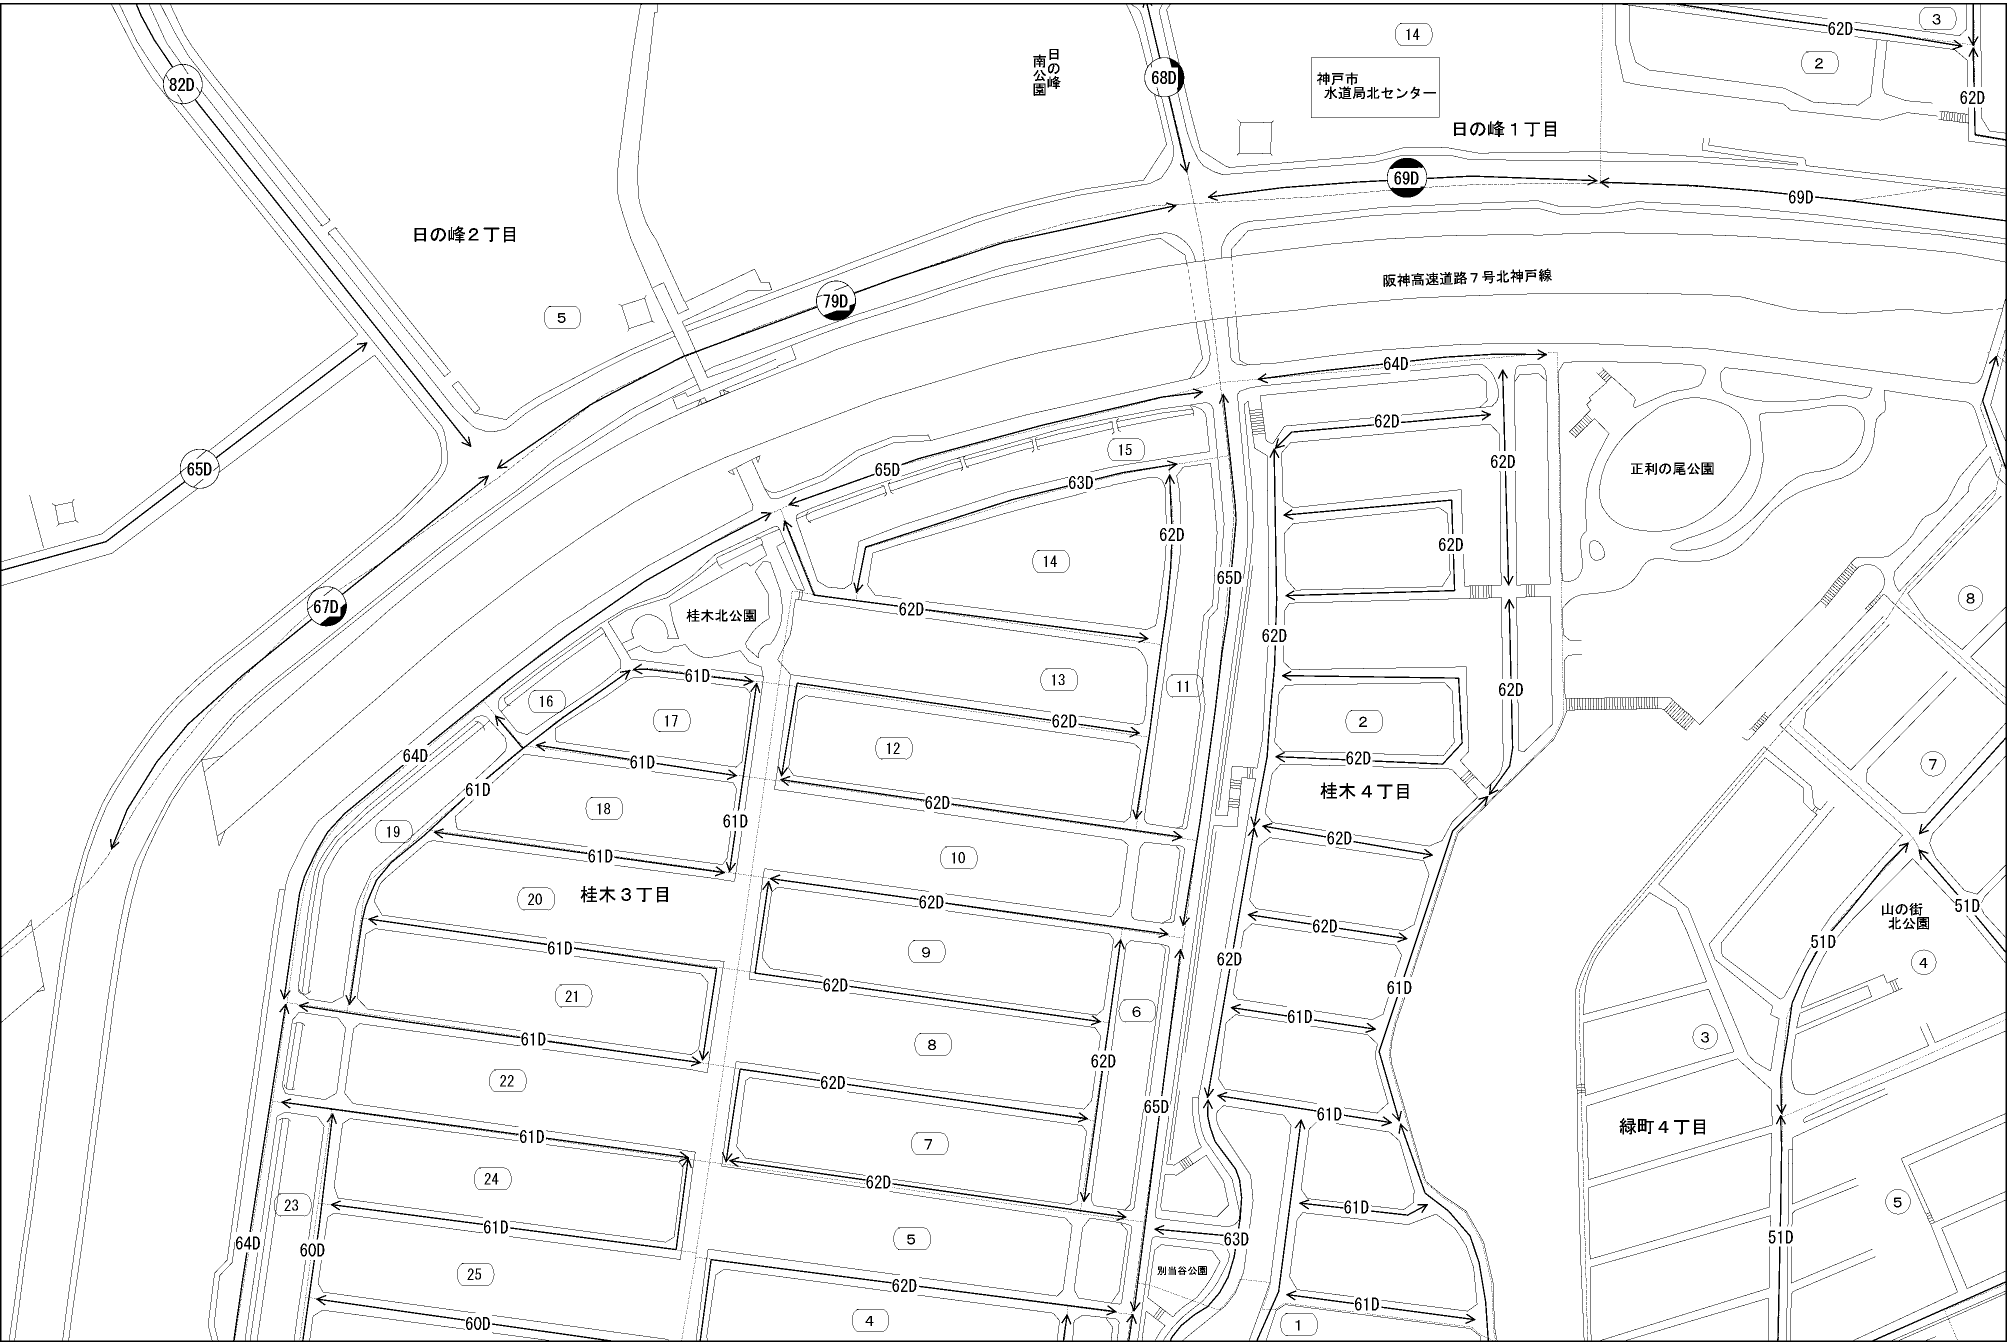 3
62D
14
2
82D
68D
日の峰
南公園
神戸市
水道局北センター
62D
日の峰１丁目
69D
69D
日の峰２丁目
阪神高速道路７号北神戸線
79D
5
64D
62D
15
65D
62D
正利の尾公園
65D
63D
62D
62D
14
65D
8
67D
桂木北公園
62D
62D
61D
13
11
62D
16
17
62D
2
12
64D
61D
62D
7
61D
桂木４丁目
62D
18
61D
19
62D
61D
10
20
桂木３丁目
62D
51D
山の街
北公園
62D
61D
9
62D
51D
4
62D
61D
21
6
61D
61D
3
8
62D
22
62D
65D
61D
61D
7
緑町４丁目
24
62D
23
61D
61D
5
64D
60D
5
63D
51D
25
別当谷公園
62D
61D
60D
4
1